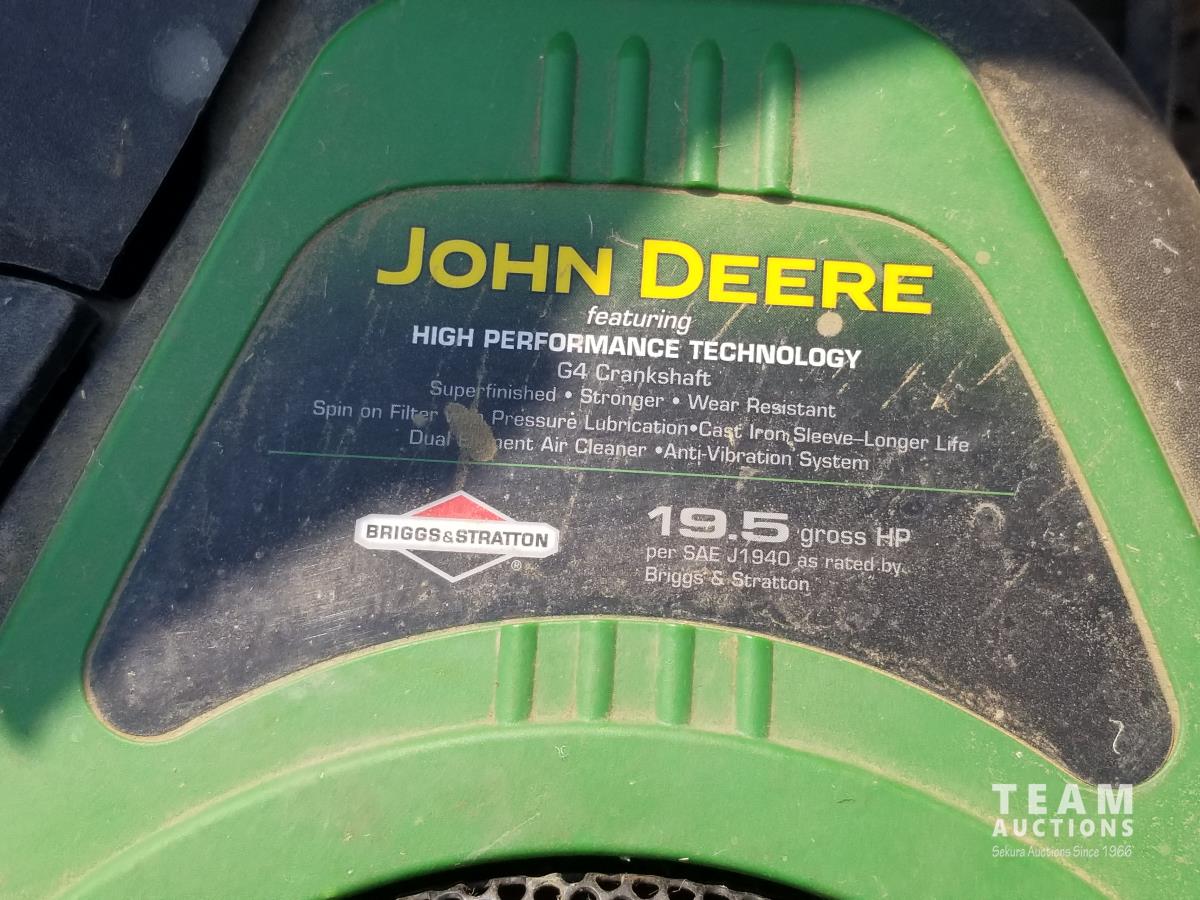 JOHN DEERE
featuring
HIGH PERFORMANCE TECHNOLOGY
G4 Crankshaft
Superfinished • Stronger • Wear Resistant
Spin on Filter Pressure Lubrication•Cast Iron Sleeve–Longer Life
Dual Element Air Cleaner •Anti-Vibration System
BRIGGS&STRATTON
®
19.5 gross HP
per SAE J1940 as rated by
Briggs & Stratton
TEAM
AUCTIONS
Sekura Auctions Since 1966